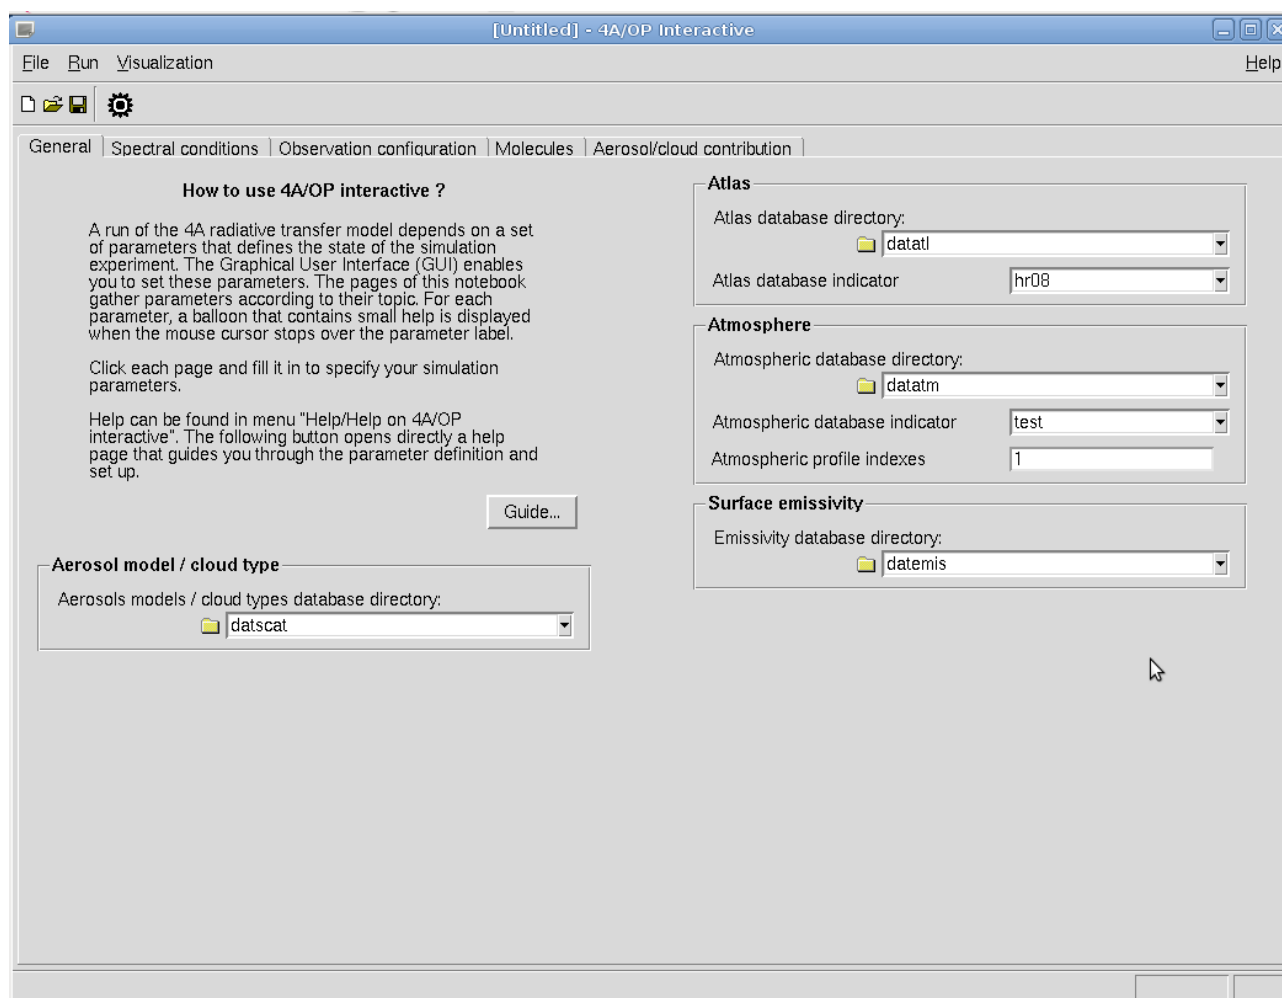 [Untitled] - 4A/OP Interactive
File Run Visualization Help
General Spectral conditions Observation configuration Molecules Aerosol/cloud contribution
How to use 4A/OP interactive ?
A run of the 4A radiative transfer model depends on a set
of parameters that defines the state of the simulation
experiment. The Graphical User Interface (GUI) enables
you to set these parameters. The pages of this notebook
gather parameters according to their topic. For each
parameter, a balloon that contains small help is displayed
when the mouse cursor stops over the parameter label.
Click each page and fill it in to specify your simulation
parameters.
Help can be found in menu "Help/Help on 4A/OP
interactive". The following button opens directly a help
page that guides you through the parameter definition and
set up.
Guide...
Aerosol model / cloud type
Aerosols models / cloud types database directory:
datscat
Atlas
Atlas database directory:
datatl
Atlas database indicator hr08
Atmosphere
Atmospheric database directory:
datatm
Atmospheric database indicator test
Atmospheric profile indexes 1
Surface emissivity
Emissivity database directory:
datemis